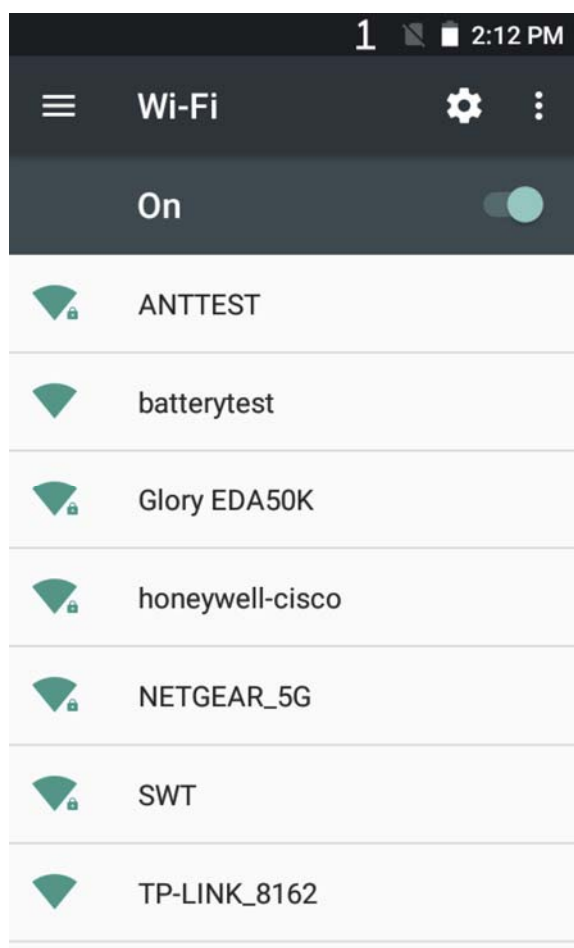 1 2:12 PM
Wi-Fi
On
ANTTEST
batterytest
Glory EDA50K
honeywell-cisco
NETGEAR_5G
SWT
TP-LINK_8162